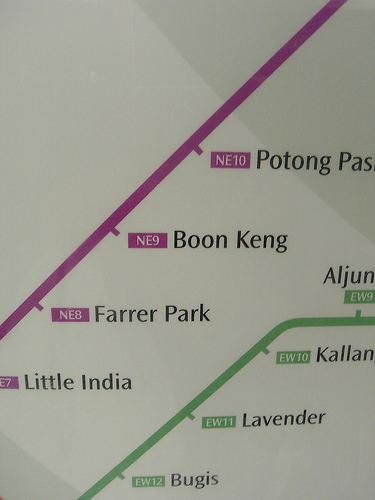 NE10 Potong Pas
NE9 Boon Keng
Aljun
EW9
NE8 Farrer Park
EW10 Kallan
E7 Little India
EW11 Lavender
EW12 Bugis